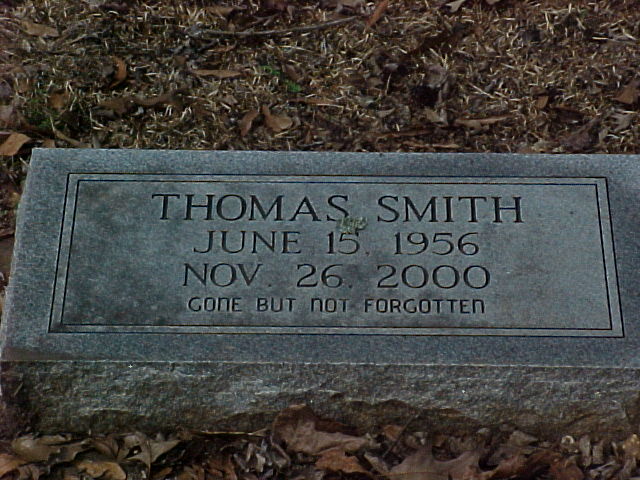 THOMAS SMITH
JUNE 15, 1956
NOV. 26, 2000
GONE BUT NOT FORGOTTEN